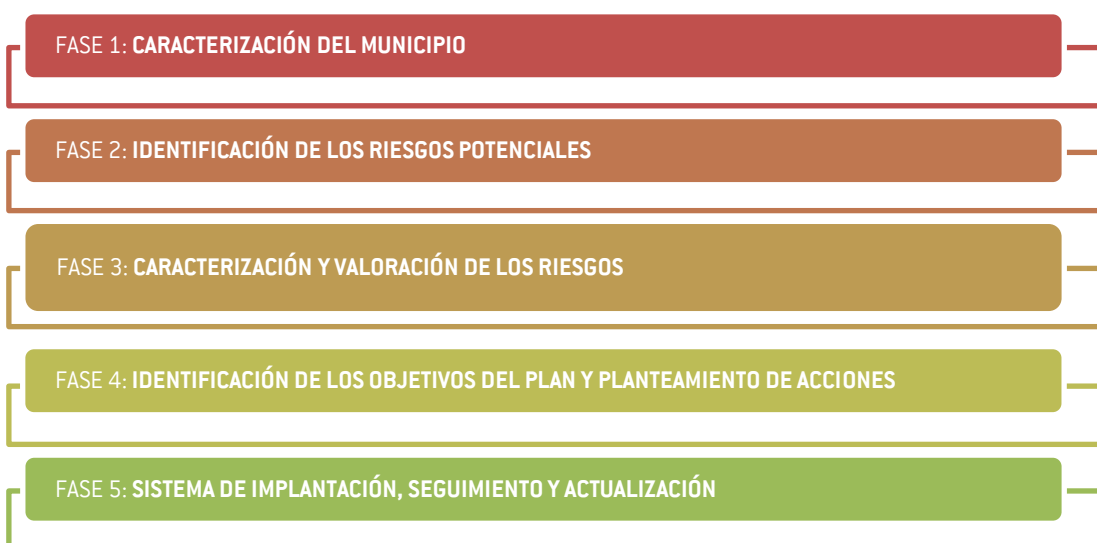 FASE 1: CARACTERIZACIÓN DEL MUNICIPIO
FASE 2: IDENTIFICACIÓN DE LOS RIESGOS POTENCIALES
FASE 3: CARACTERIZACIÓN Y VALORACIÓN DE LOS RIESGOS
FASE 4: IDENTIFICACIÓN DE LOS OBJETIVOS DEL PLAN Y PLANTEAMIENTO DE ACCIONES
FASE 5: SISTEMA DE IMPLANTACIÓN, SEGUIMIENTO Y ACTUALIZACIÓN